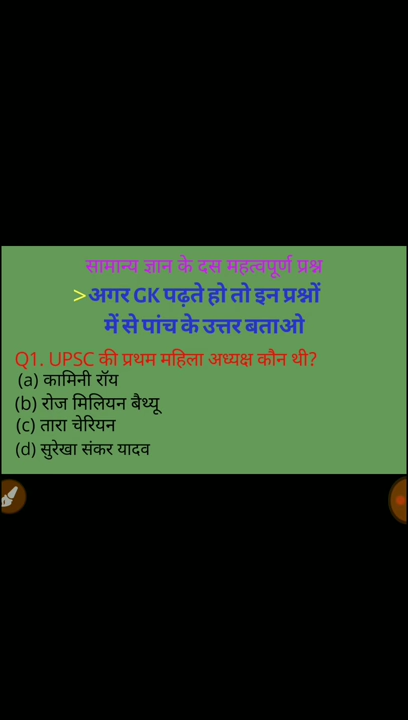 सामान्य ज्ञान के दस महत्वपूर्ण प्रश्न
>अगर GK पढ़ते हो तो इन प्रश्नों
में से पांच के उत्तर बताओ
Q1. UPSC की प्रथम महिला अध्यक्ष कौन थी?
(a) कामिनी रॉय
(b) रोज मिलियन बैथ्यू
(c) तारा चेरियन
(d) सुरेखा संकर यादव